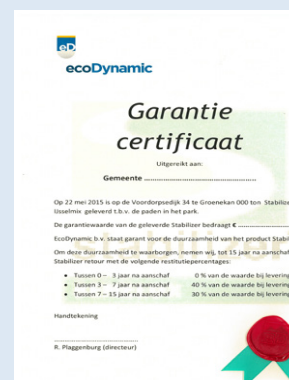 eD
ecoDynamic
Garantie
certificaat
Uitgereikt aan:
Gemeente ……………………………………………
Op 22 mei 2015 is op de Voordorpsedijk 34 te Groenekan 000 ton Stabilize
IJsselmix geleverd t.b.v. de paden in het park.
De garantiewaarde van de geleverde Stabilizer bedraagt € ……………………
EcoDynamic b.v. staat garant voor de duurzaamheid van het product Stabil
Om deze duurzaamheid te waarborgen, nemen wij, tot 15 jaar na aanschaf
Stabilizer retour met de volgende restitutiepercentages:
• Tussen 0 – 3 jaar na aanschaf 0 % van de waarde bij levering
• Tussen 3 – 7 jaar na aanschaf 40 % van de waarde bij levering
• Tussen 7 – 15 jaar na aanschaf 30 % van de waarde bij levering
Handtekening
……………………………
R. Plaggenburg (directeur)